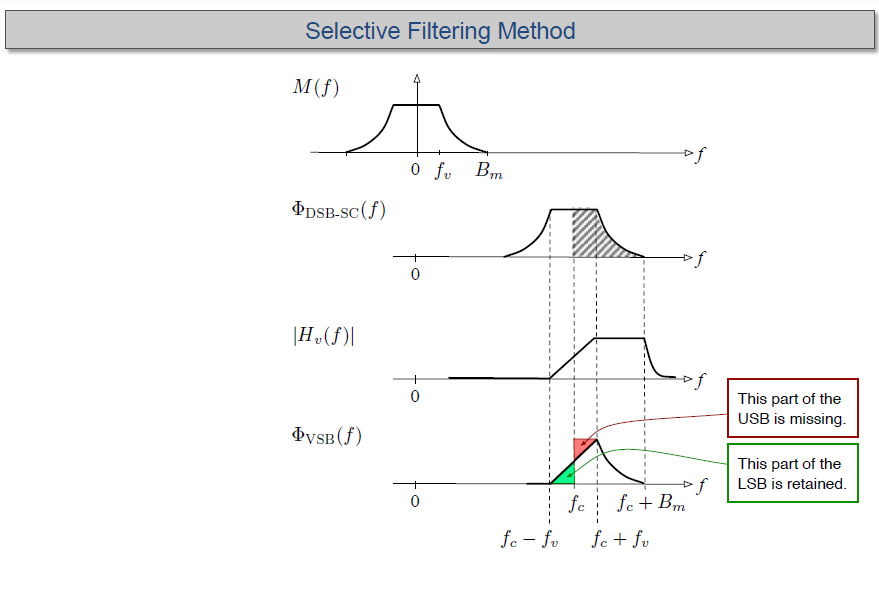 Selective Filtering Method
M(f)
f
0 f_v B_m
Φ_DSB-SC(f)
f
0
|H_v(f)|
f
0
This part of the
USB is missing.
Φ_VSB(f)
This part of the
LSB is retained.
f
0
f_c f_c + B_m
f_c − f_v f_c + f_v